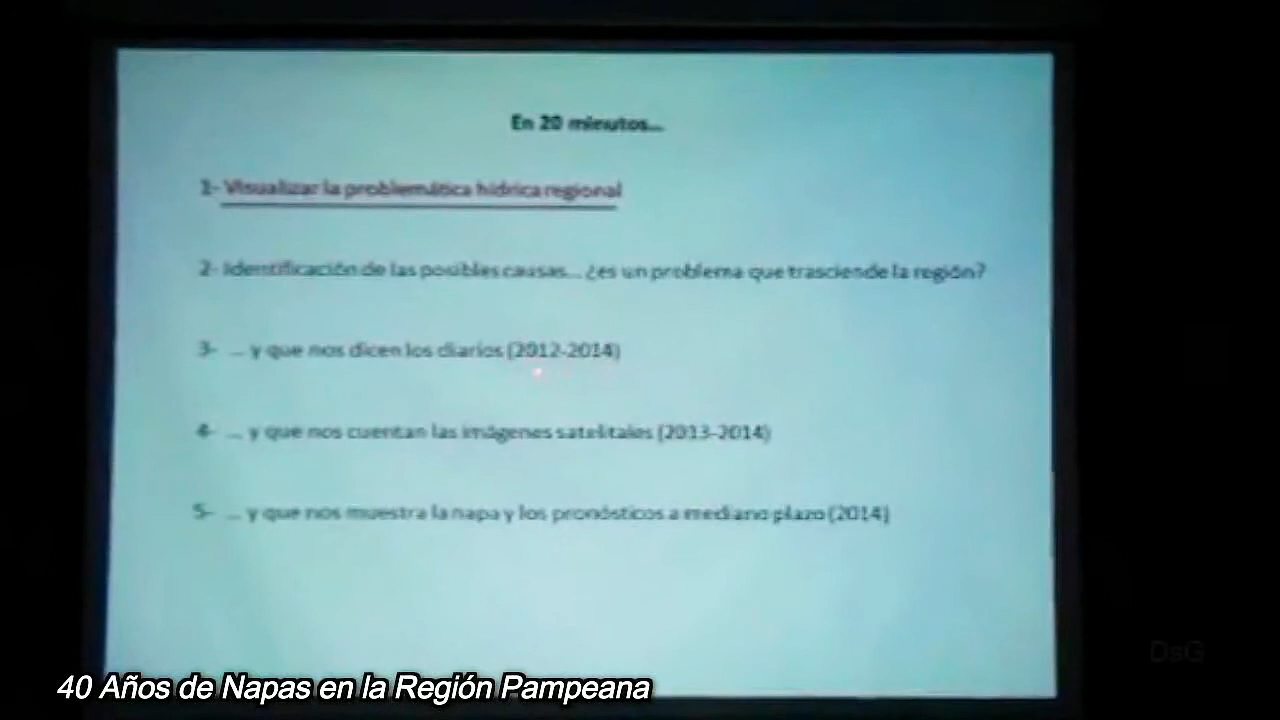 En 20 minutos...
1- Visualizar la problemática hídrica regional
2- Identificación de las posibles causas... ¿es un problema que trasciende la región?
3- ... y que nos dicen los diarios (2012-2014)
4- ... y que nos cuentan las imágenes satelitales (2013-2014)
5- ... y que nos muestra la napa y los pronósticos a mediano plazo (2014)
DsG
40 Años de Napas en la Región Pampeana